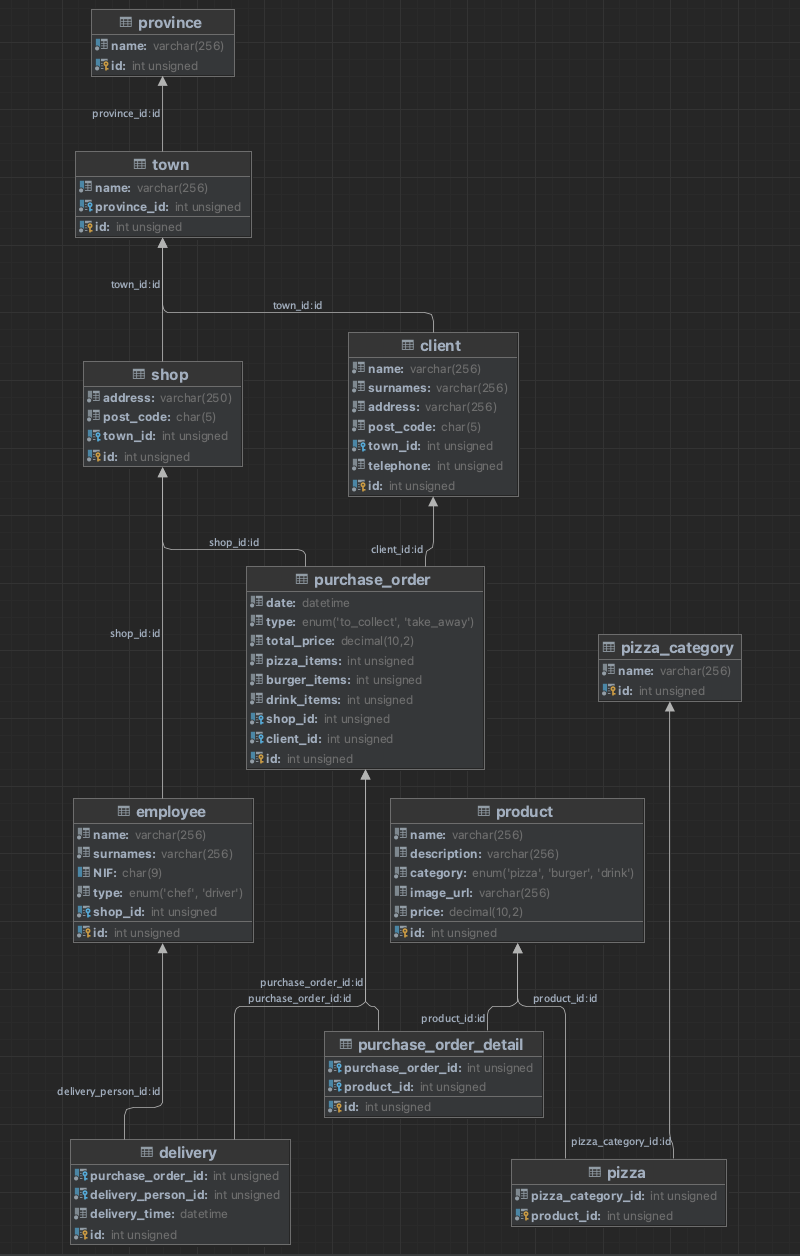 province
name: varchar(256)
id: int unsigned
province_id:id
town
name: varchar(256)
province_id: int unsigned
id: int unsigned
town_id:id
town_id:id
client
name: varchar(256)
surnames: varchar(256)
address: varchar(256)
post_code: char(5)
town_id: int unsigned
telephone: int unsigned
id: int unsigned
shop
address: varchar(250)
post_code: char(5)
town_id: int unsigned
id: int unsigned
shop_id:id
client_id:id
purchase_order
date: datetime
type: enum('to_collect', 'take_away')
total_price: decimal(10,2)
pizza_items: int unsigned
burger_items: int unsigned
drink_items: int unsigned
shop_id: int unsigned
client_id: int unsigned
id: int unsigned
shop_id:id
pizza_category
name: varchar(256)
id: int unsigned
employee
name: varchar(256)
surnames: varchar(256)
NIF: char(9)
type: enum('chef', 'driver')
shop_id: int unsigned
id: int unsigned
product
name: varchar(256)
description: varchar(256)
category: enum('pizza', 'burger', 'drink')
image_url: varchar(256)
price: decimal(10,2)
id: int unsigned
purchase_order_id:id
purchase_order_id:id
product_id:id
product_id:id
purchase_order_detail
purchase_order_id: int unsigned
product_id: int unsigned
id: int unsigned
delivery_person_id:id
delivery
purchase_order_id: int unsigned
delivery_person_id: int unsigned
delivery_time: datetime
id: int unsigned
pizza_category_id:id
pizza
pizza_category_id: int unsigned
product_id: int unsigned